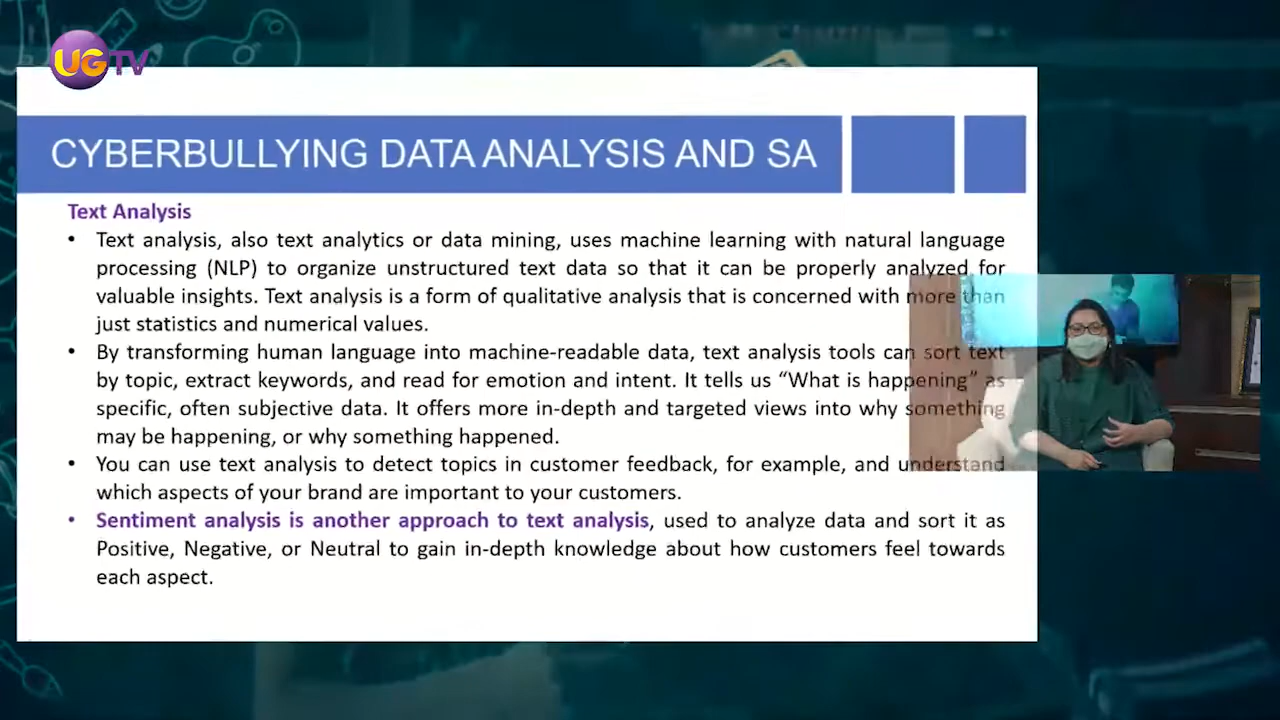 UGTV
CYBERBULLYING DATA ANALYSIS AND SA
Text Analysis
• Text analysis, also text analytics or data mining, uses machine learning with natural language
processing (NLP) to organize unstructured text data so that it can be properly analyzed for
valuable insights. Text analysis is a form of qualitative analysis that is concerned with more than
just statistics and numerical values.
• By transforming human language into machine-readable data, text analysis tools can sort text
by topic, extract keywords, and read for emotion and intent. It tells us “What is happening” as
specific, often subjective data. It offers more in-depth and targeted views into why something
may be happening, or why something happened.
• You can use text analysis to detect topics in customer feedback, for example, and understand
which aspects of your brand are important to your customers.
• Sentiment analysis is another approach to text analysis, used to analyze data and sort it as
Positive, Negative, or Neutral to gain in-depth knowledge about how customers feel towards
each aspect.